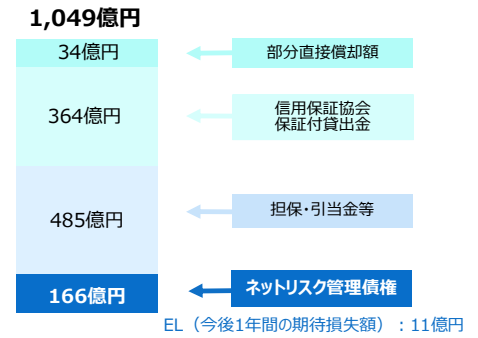 1,049億円
34億円
部分直接償却額
364億円
信用保証協会
保証付貸出金
485億円
担保・引当金等
166億円
ネットリスク管理債権
EL（今後1年間の期待損失額）：11億円